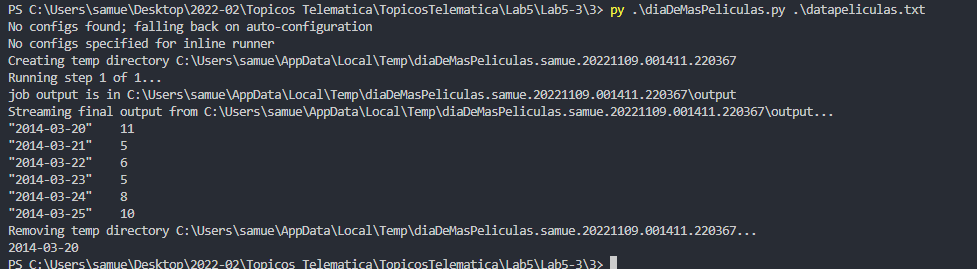 PS C:\Users\samue\Desktop\2022-02\Topicos Telematica\TopicosTelematica\Lab5\Lab5-3\3> py .\diaDeMasPeliculas.py .\datapeliculas.txt
No configs found; falling back on auto-configuration
No configs specified for inline runner
Creating temp directory C:\Users\samue\AppData\Local\Temp\diaDeMasPeliculas.samue.20221109.001411.220367
Running step 1 of 1...
job output is in C:\Users\samue\AppData\Local\Temp\diaDeMasPeliculas.samue.20221109.001411.220367\output
Streaming final output from C:\Users\samue\AppData\Local\Temp\diaDeMasPeliculas.samue.20221109.001411.220367\output...
"2014-03-20" 11
"2014-03-21" 5
"2014-03-22" 6
"2014-03-23" 5
"2014-03-24" 8
"2014-03-25" 10
Removing temp directory C:\Users\samue\AppData\Local\Temp\diaDeMasPeliculas.samue.20221109.001411.220367...
2014-03-20
PS C:\Users\samue\Desktop\2022-02\Topicos Telematica\TopicosTelematica\Lab5\Lab5-3\3>